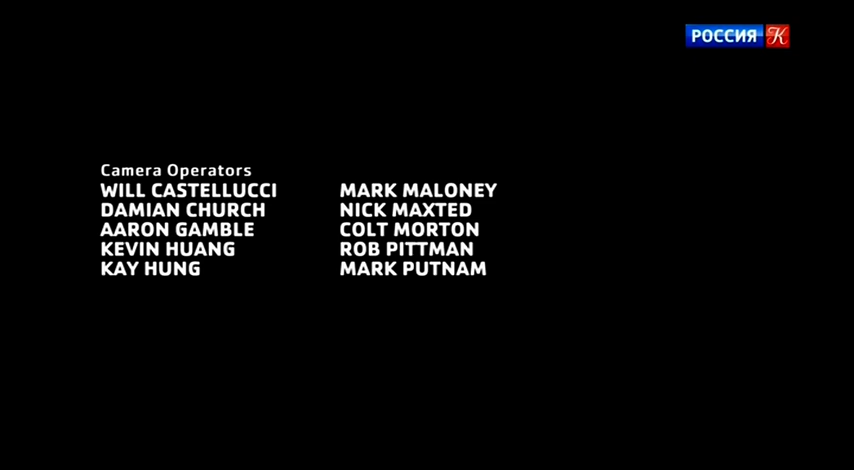 РОССИЯ К
Camera Operators
WILL CASTELLUCCI
DAMIAN CHURCH
AARON GAMBLE
KEVIN HUANG
KAY HUNG
MARK MALONEY
NICK MAXTED
COLT MORTON
ROB PITTMAN
MARK PUTNAM